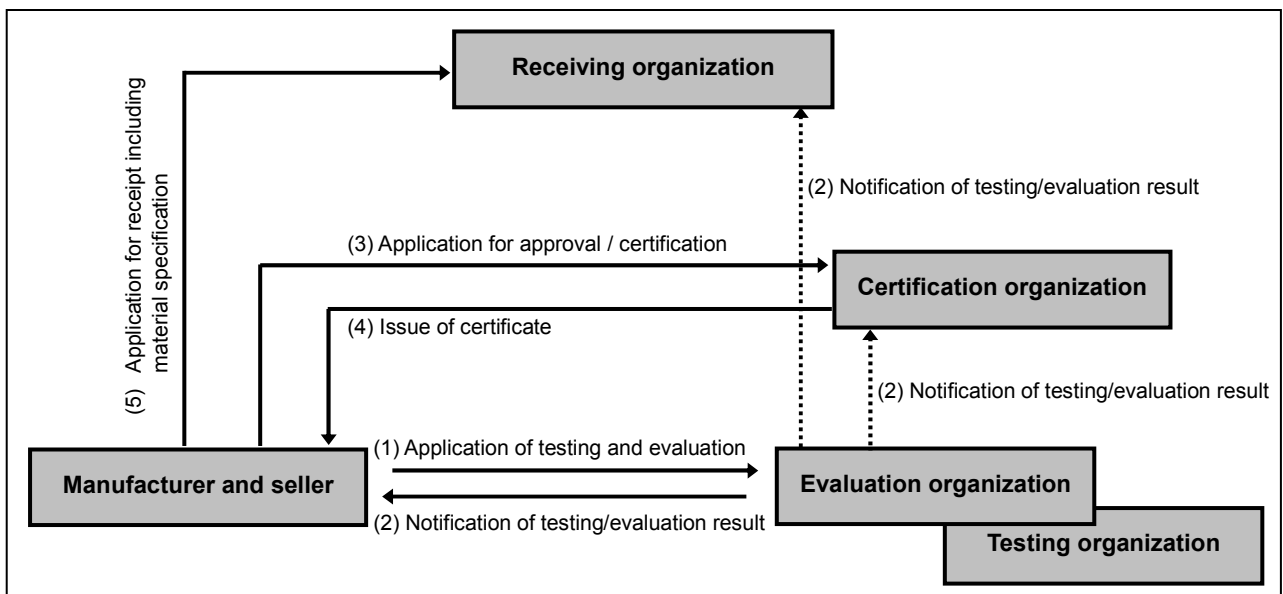 Receiving organization
(5) Application for receipt including
material specification
(2) Notification of testing/evaluation result
(3) Application for approval / certification
Certification organization
(4) Issue of certificate
(2) Notification of testing/evaluation result
(1) Application of testing and evaluation
Manufacturer and seller
Evaluation organization
(2) Notification of testing/evaluation result
Testing organization